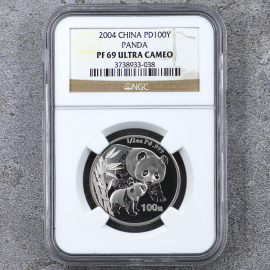 2004 CHINA PD100Y
PANDA
PF 69 ULTRA CAMEO
3738933-038
NGC
1/2oz Pd .999
100元